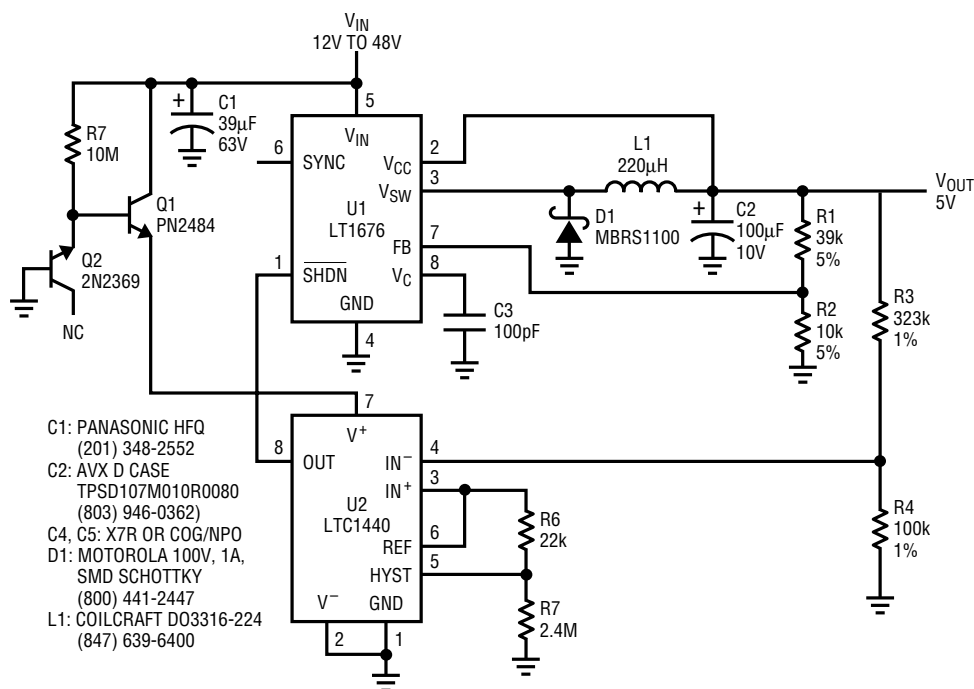 VIN
12V TO 48V
5
VIN
+
C1
39µF
63V
R7
10M
6
SYNC
VCC
2
VSW
3
L1
220µH
VOUT
5V
Q1
PN2484
U1
LT1676
D1
MBRS1100
+
C2
100µF
10V
R1
39k
5%
FB
7
Q2
2N2369
NC
1
SHDN
VC
8
GND
4
C3
100pF
R2
10k
5%
R3
323k
1%
7
V+
8
OUT
IN−
4
IN+
3
U2
LTC1440
REF
6
HYST
5
R6
22k
R4
100k
1%
V−
GND
2
1
R7
2.4M
C1: PANASONIC HFQ
(201) 348-2552
C2: AVX D CASE
TPSD107M010R0080
(803) 946-0362)
C4, C5: X7R OR COG/NPO
D1: MOTOROLA 100V, 1A,
SMD SCHOTTKY
(800) 441-2447
L1: COILCRAFT DO3316-224
(847) 639-6400